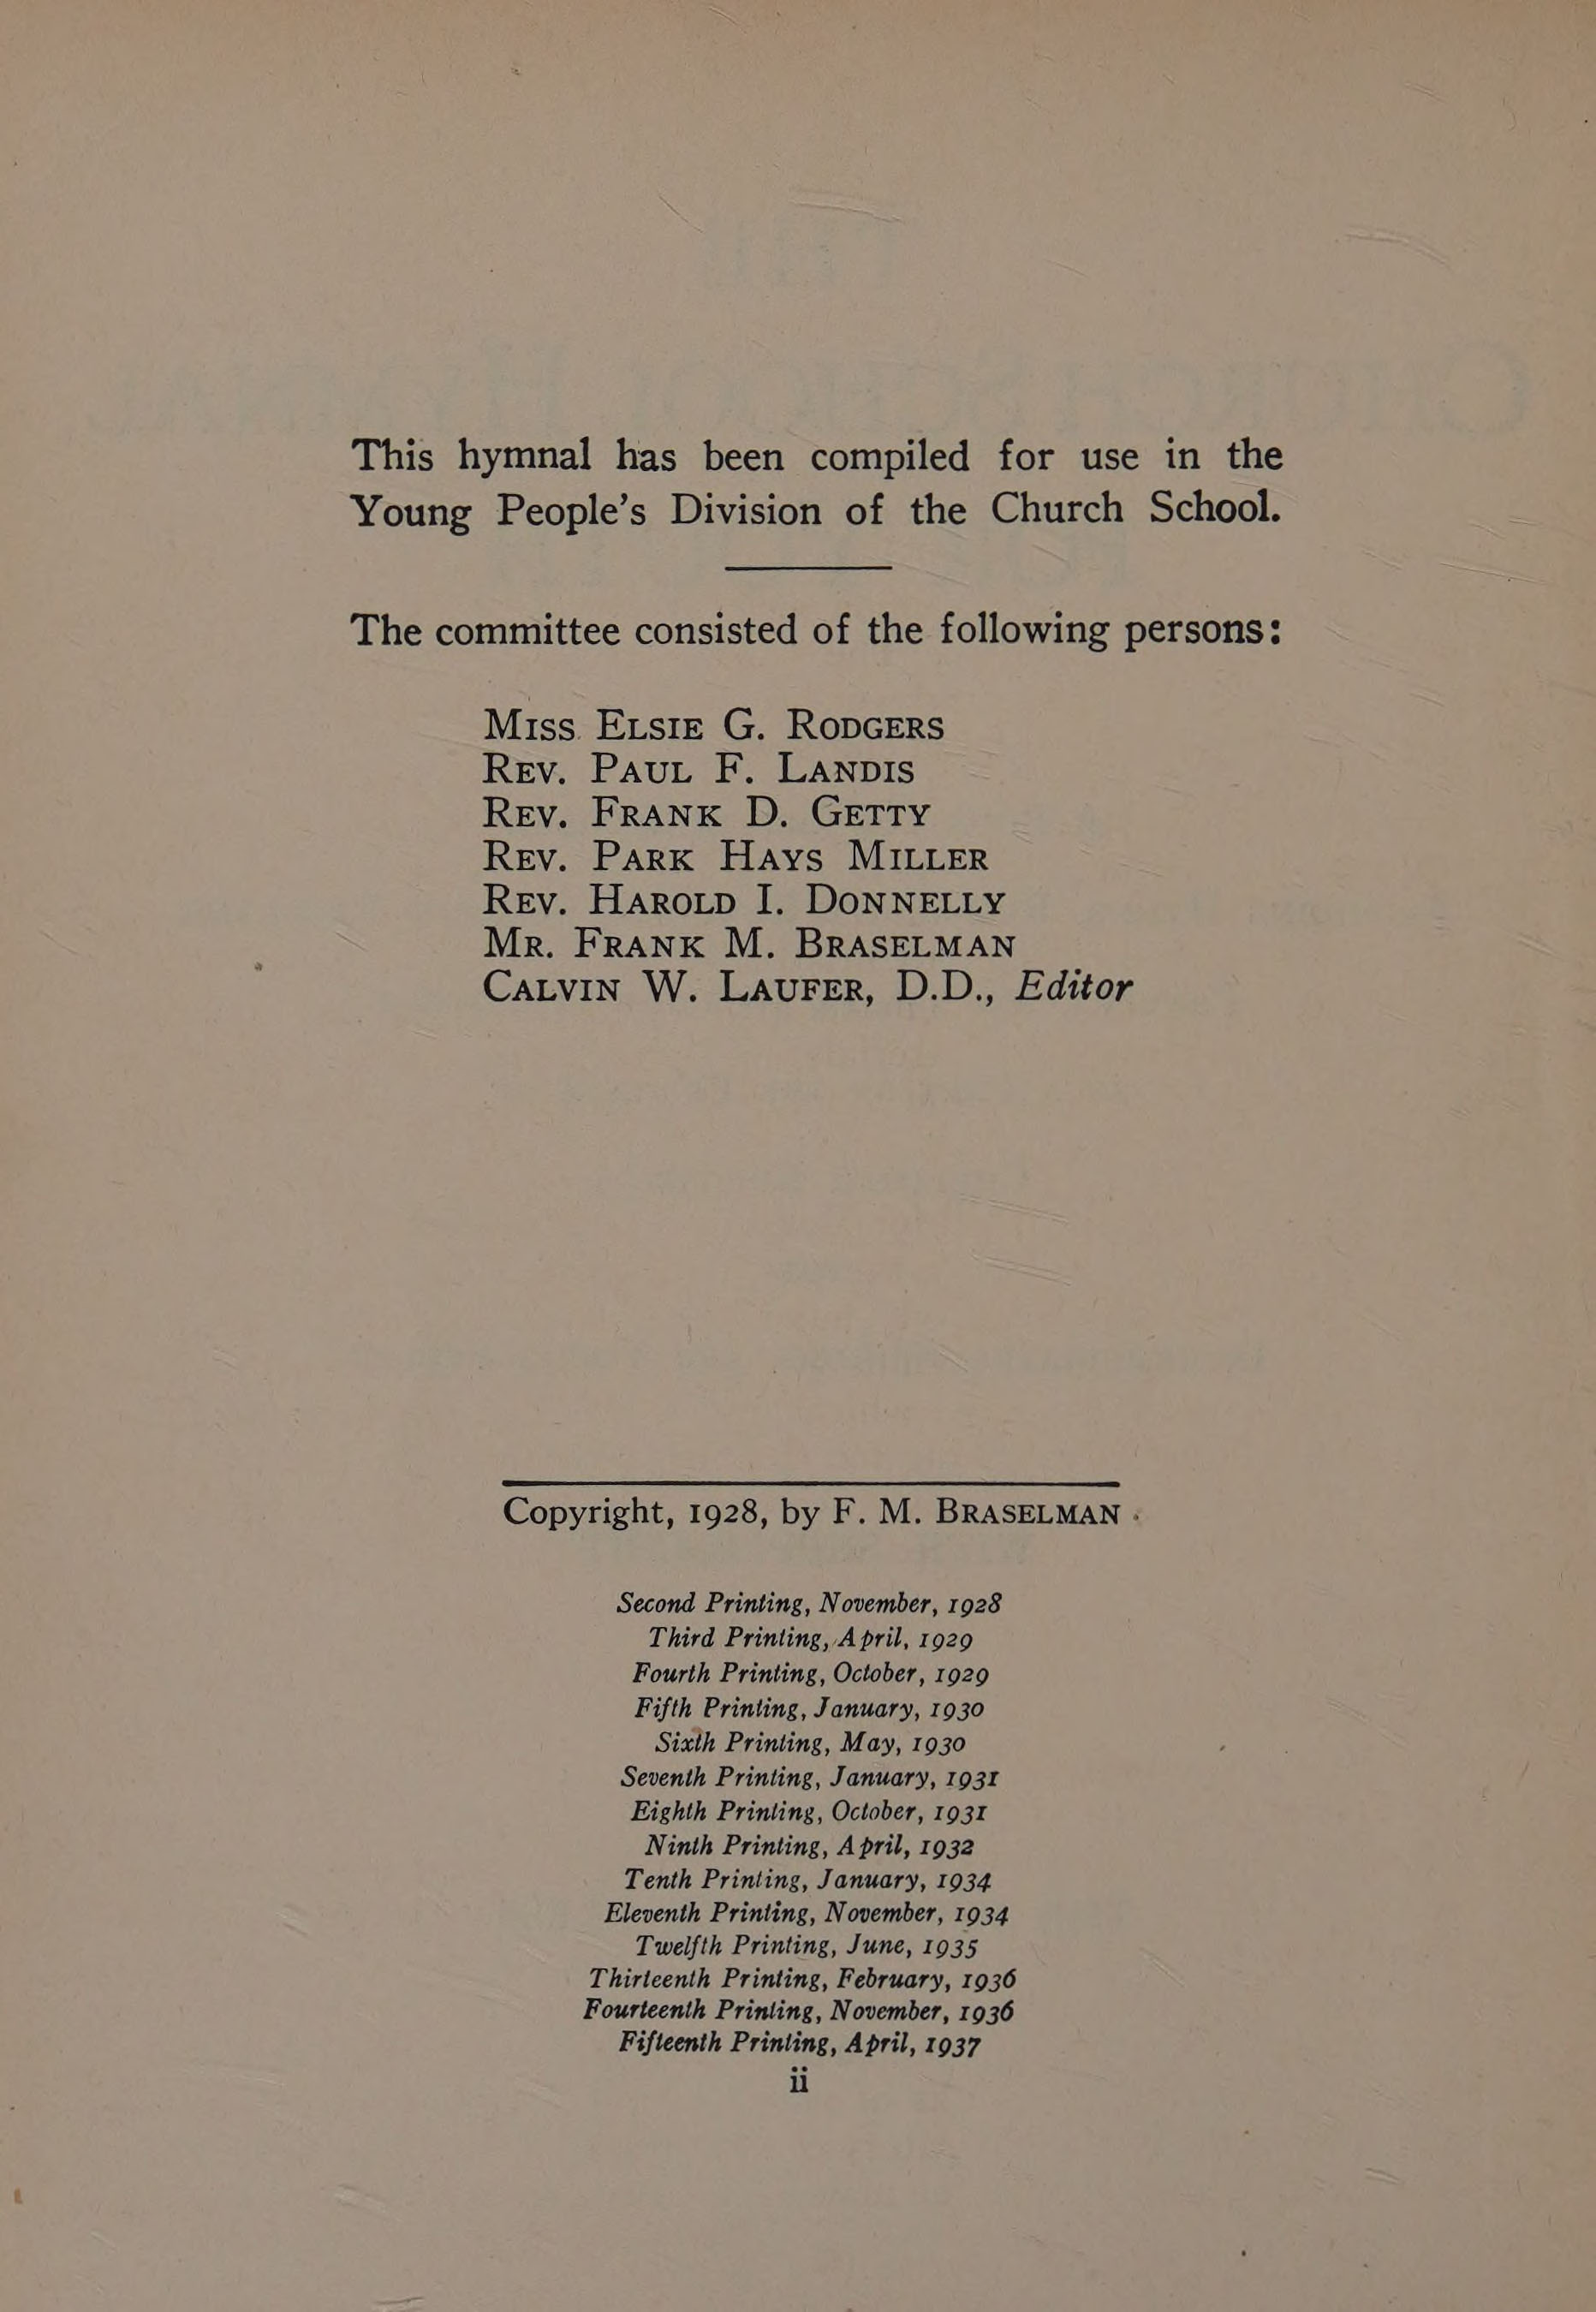 This hymnal has been compiled for use in the
Young People’s Division of the Church School.
The committee consisted of the following persons:
Miss Elsie G. Rodgers
Rev. Paul F. Landis
Rev. Frank D. Getty
Rev. Park Hays Miller
Rev. Harold I. Donnelly
Mr. Frank M. Braselman
Calvin W. Laufer, D.D., Editor
Copyright, 1928, by F. M. Braselman
Second Printing, November, 1928
Third Printing, April, 1929
Fourth Printing, October, 1929
Fifth Printing, January, 1930
Sixth Printing, May, 1930
Seventh Printing, January, 1931
Eighth Printing, October, 1931
Ninth Printing, April, 1932
Tenth Printing, January, 1934
Eleventh Printing, November, 1934
Twelfth Printing, June, 1935
Thirteenth Printing, February, 1936
Fourteenth Printing, November, 1936
Fifteenth Printing, April, 1937
ii